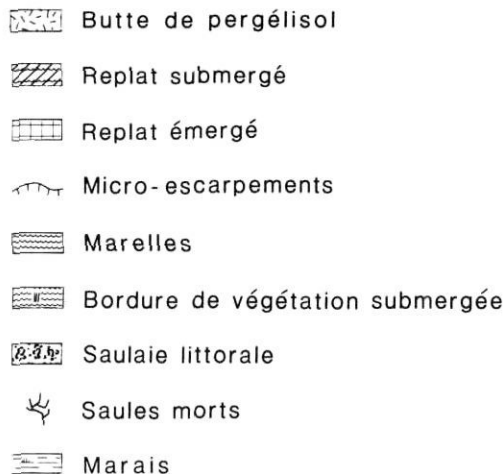 Butte de pergélisol
Replat submergé
Replat émergé
Micro-escarpements
Marelles
Bordure de végétation submergée
Saulaie littorale
Saules morts
Marais